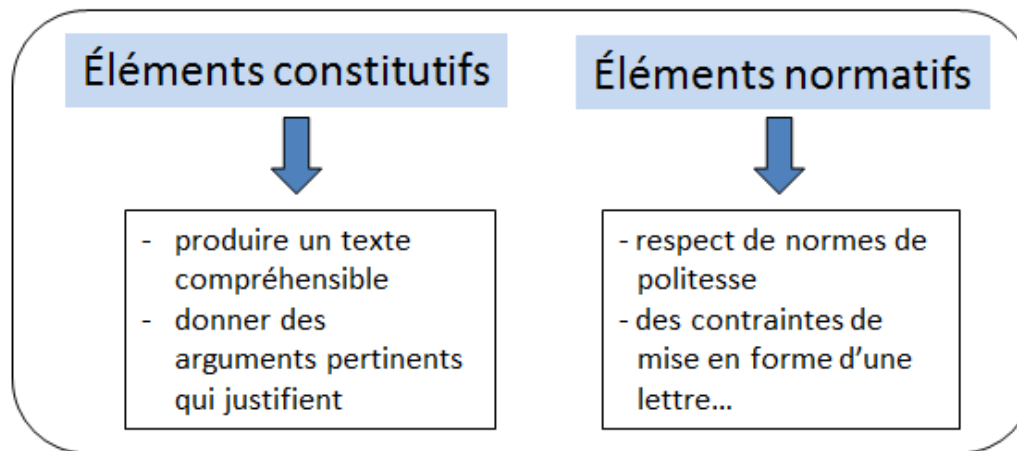 Éléments constitutifs
- produire un texte
compréhensible
- donner des
arguments pertinents
qui justifient
Éléments normatifs
- respect de normes de
politesse
- des contraintes de
mise en forme d’une
lettre...